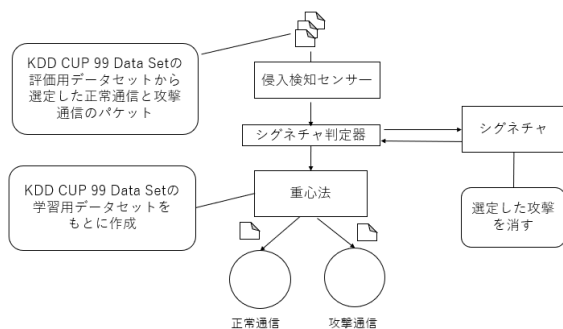 KDD CUP 99 Data Setの
評価用データセットから
選定した正常通信と攻撃
通信のパケット
侵入検知センサー
シグネチャ判定器
シグネチャ
KDD CUP 99 Data Setの
学習用データセットを
もとに作成
重心法
選定した攻撃
を消す
正常通信
攻撃通信